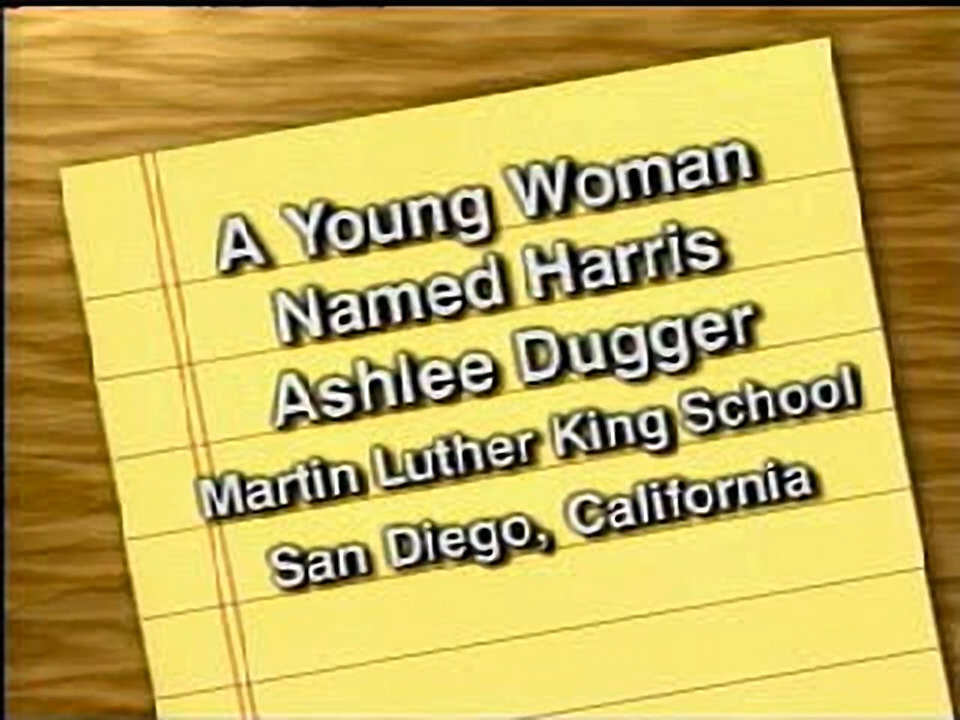 A Young Woman
Named Harris
Ashlee Dugger
Martin Luther King School
San Diego, California